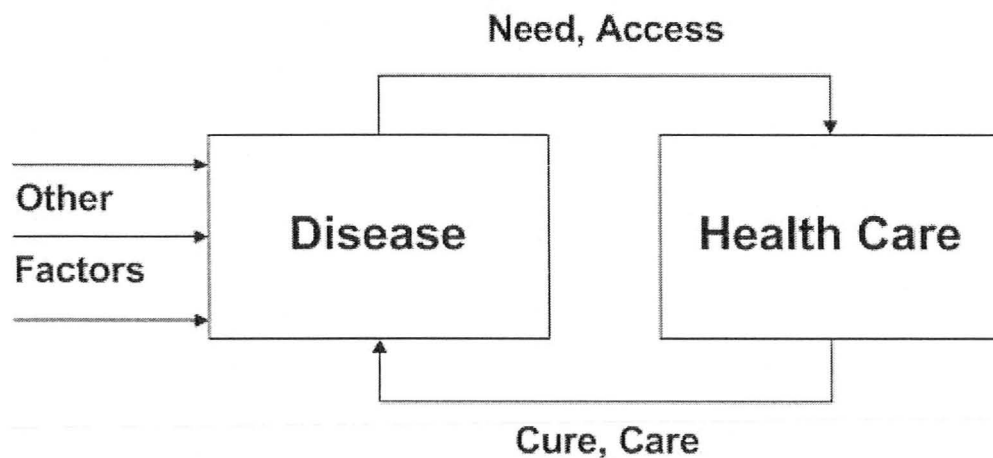 Need, Access
Other
Factors
Disease
Health Care
Cure, Care